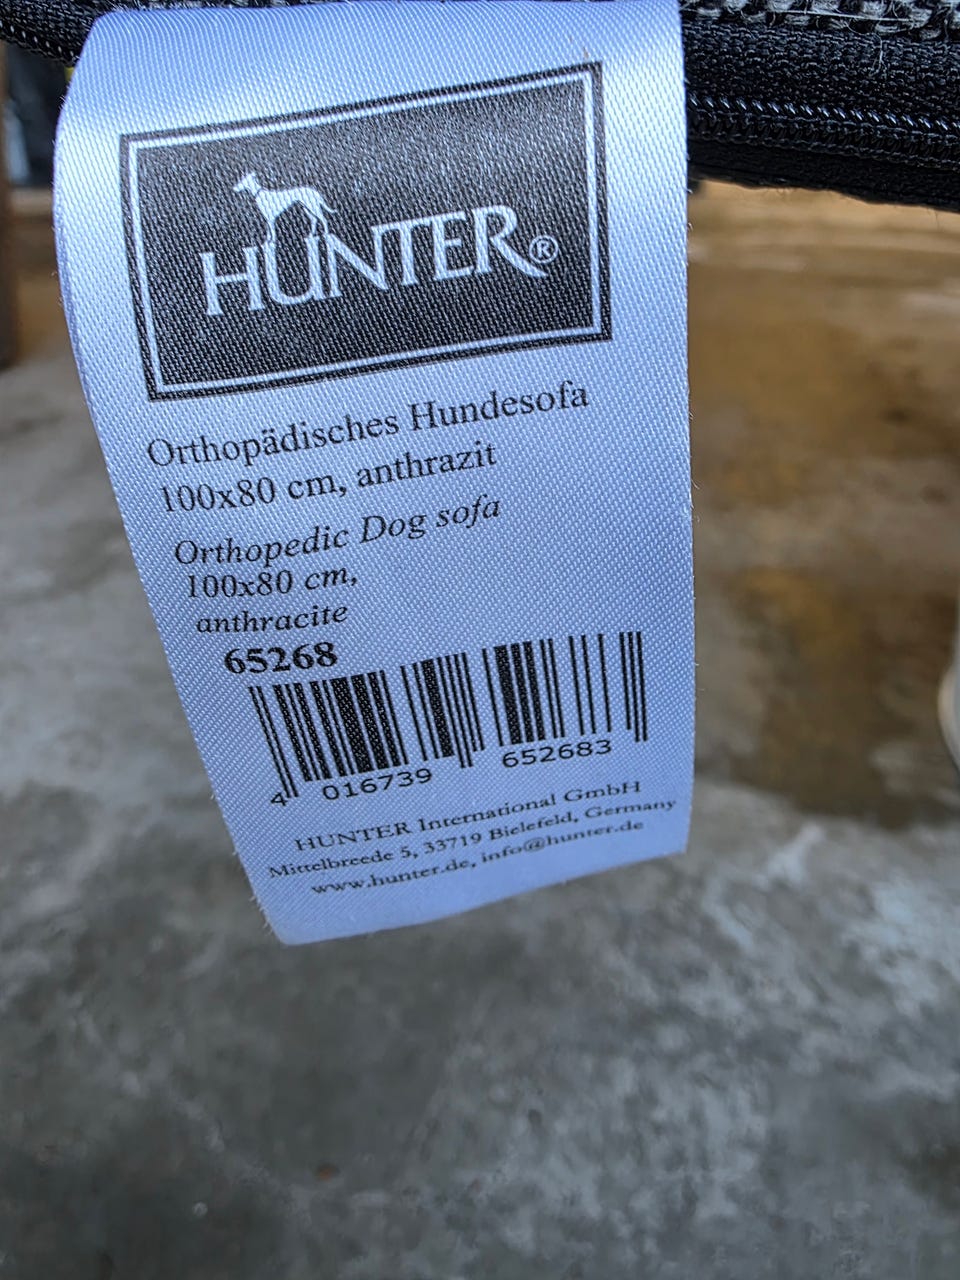 HUNTER®
Orthopädisches Hundesofa
100x80 cm, anthrazit
Orthopedic Dog sofa
100x80 cm,
anthracite
65268
4 016739 652683
HUNTER International GmbH
Mittelbreede 5, 33719 Bielefeld, Germany
www.hunter.de, info@hunter.de